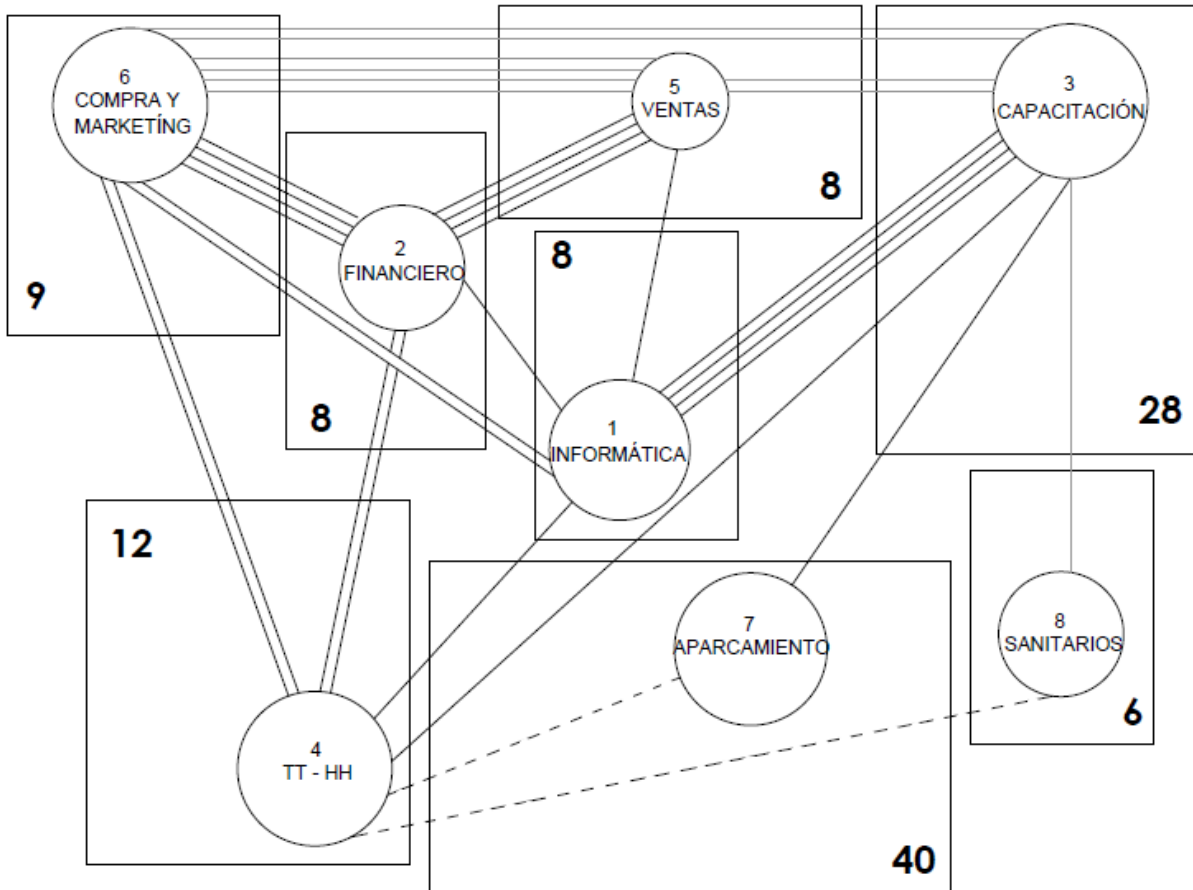 6
COMPRA Y
MARKETÍNG
5
VENTAS
3
CAPACITACIÓN
8
2
FINANCIERO
8
9
8
28
1
INFORMÁTICA
12
7
APARCAMIENTO
8
SANITARIOS
6
4
TT - HH
40